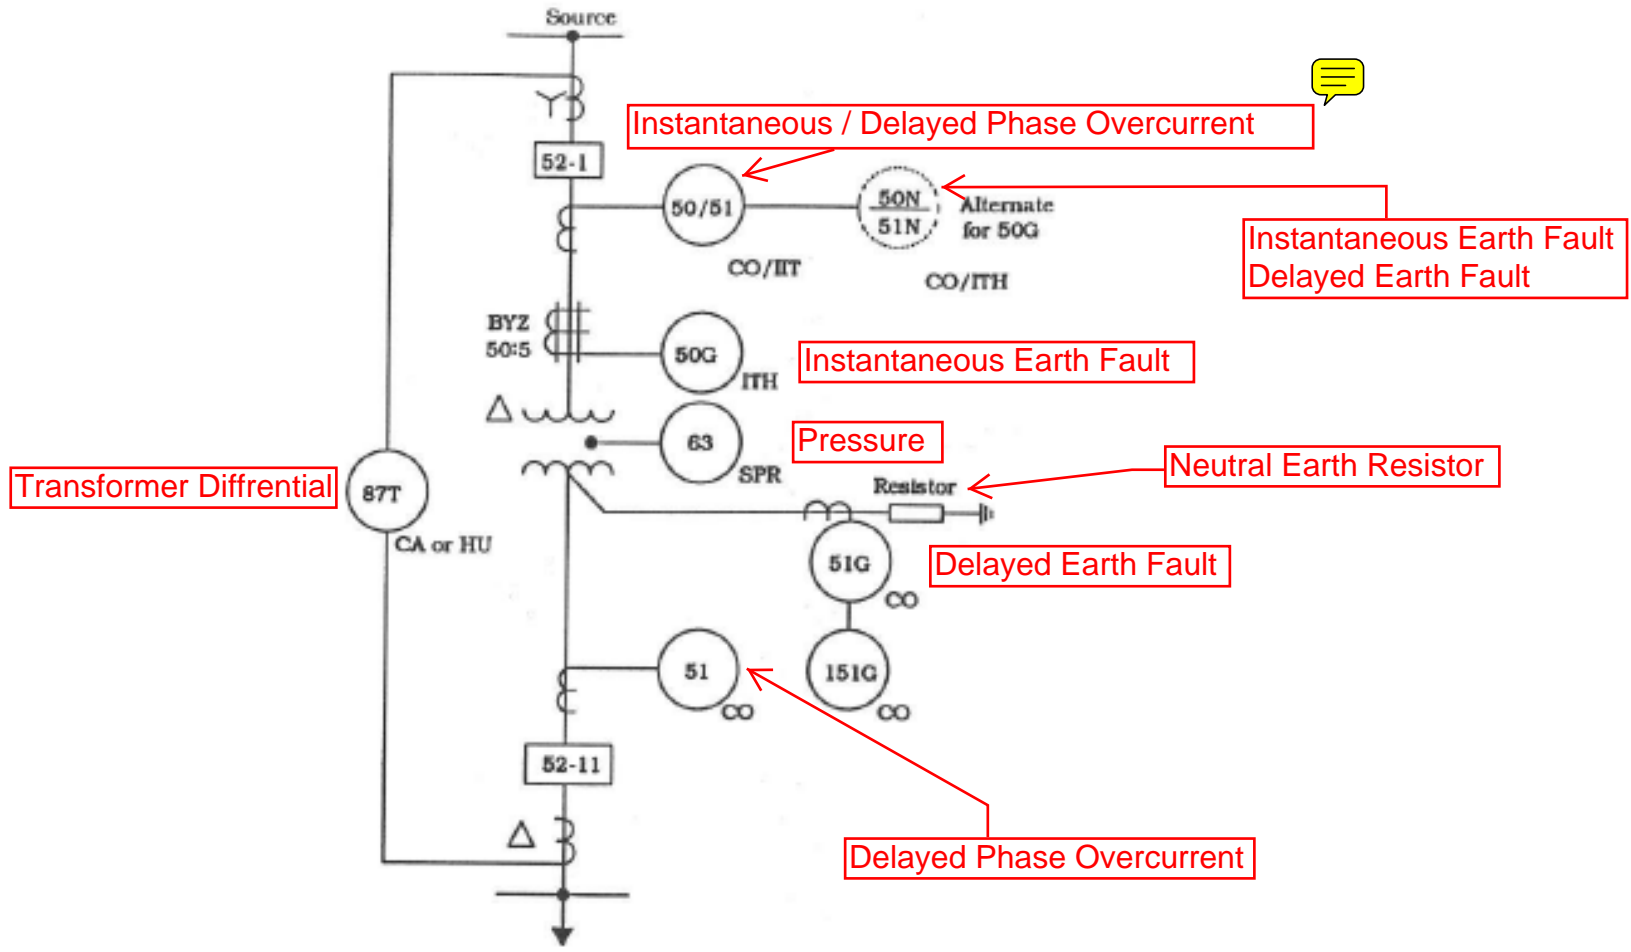 Source
Instantaneous / Delayed Phase Overcurrent
52-1
50/51
50N
51N
Alternate
for 50G
Instantaneous Earth Fault
Delayed Earth Fault
CO/IIT
CO/ITH
BYZ
50:5
50G
ITH
Instantaneous Earth Fault
63
SPR
Pressure
Neutral Earth Resistor
Transformer Diffrential
87T
CA or HU
Resistor
51G
CO
Delayed Earth Fault
51
CO
151G
CO
52-11
Delayed Phase Overcurrent